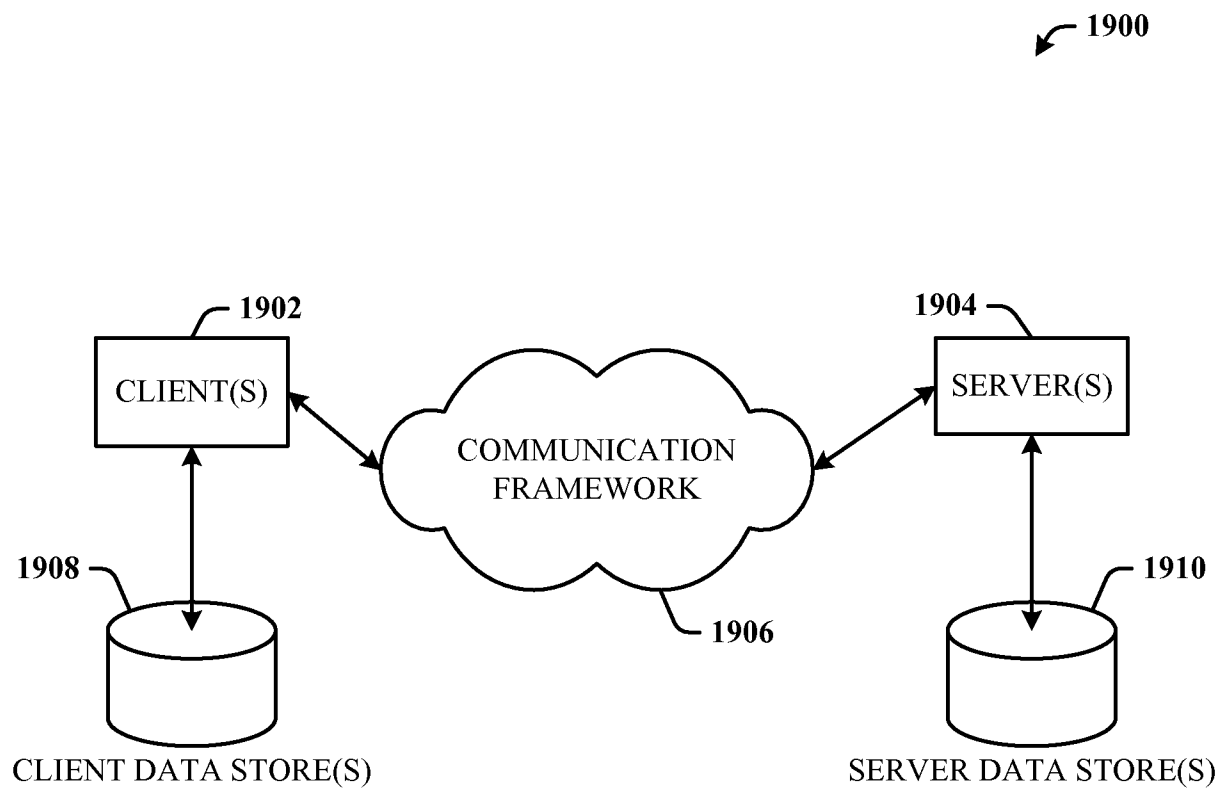 1900
1902
1904
CLIENT(S)
SERVER(S)
COMMUNICATION
FRAMEWORK
1908
1910
1906
CLIENT DATA STORE(S)
SERVER DATA STORE(S)